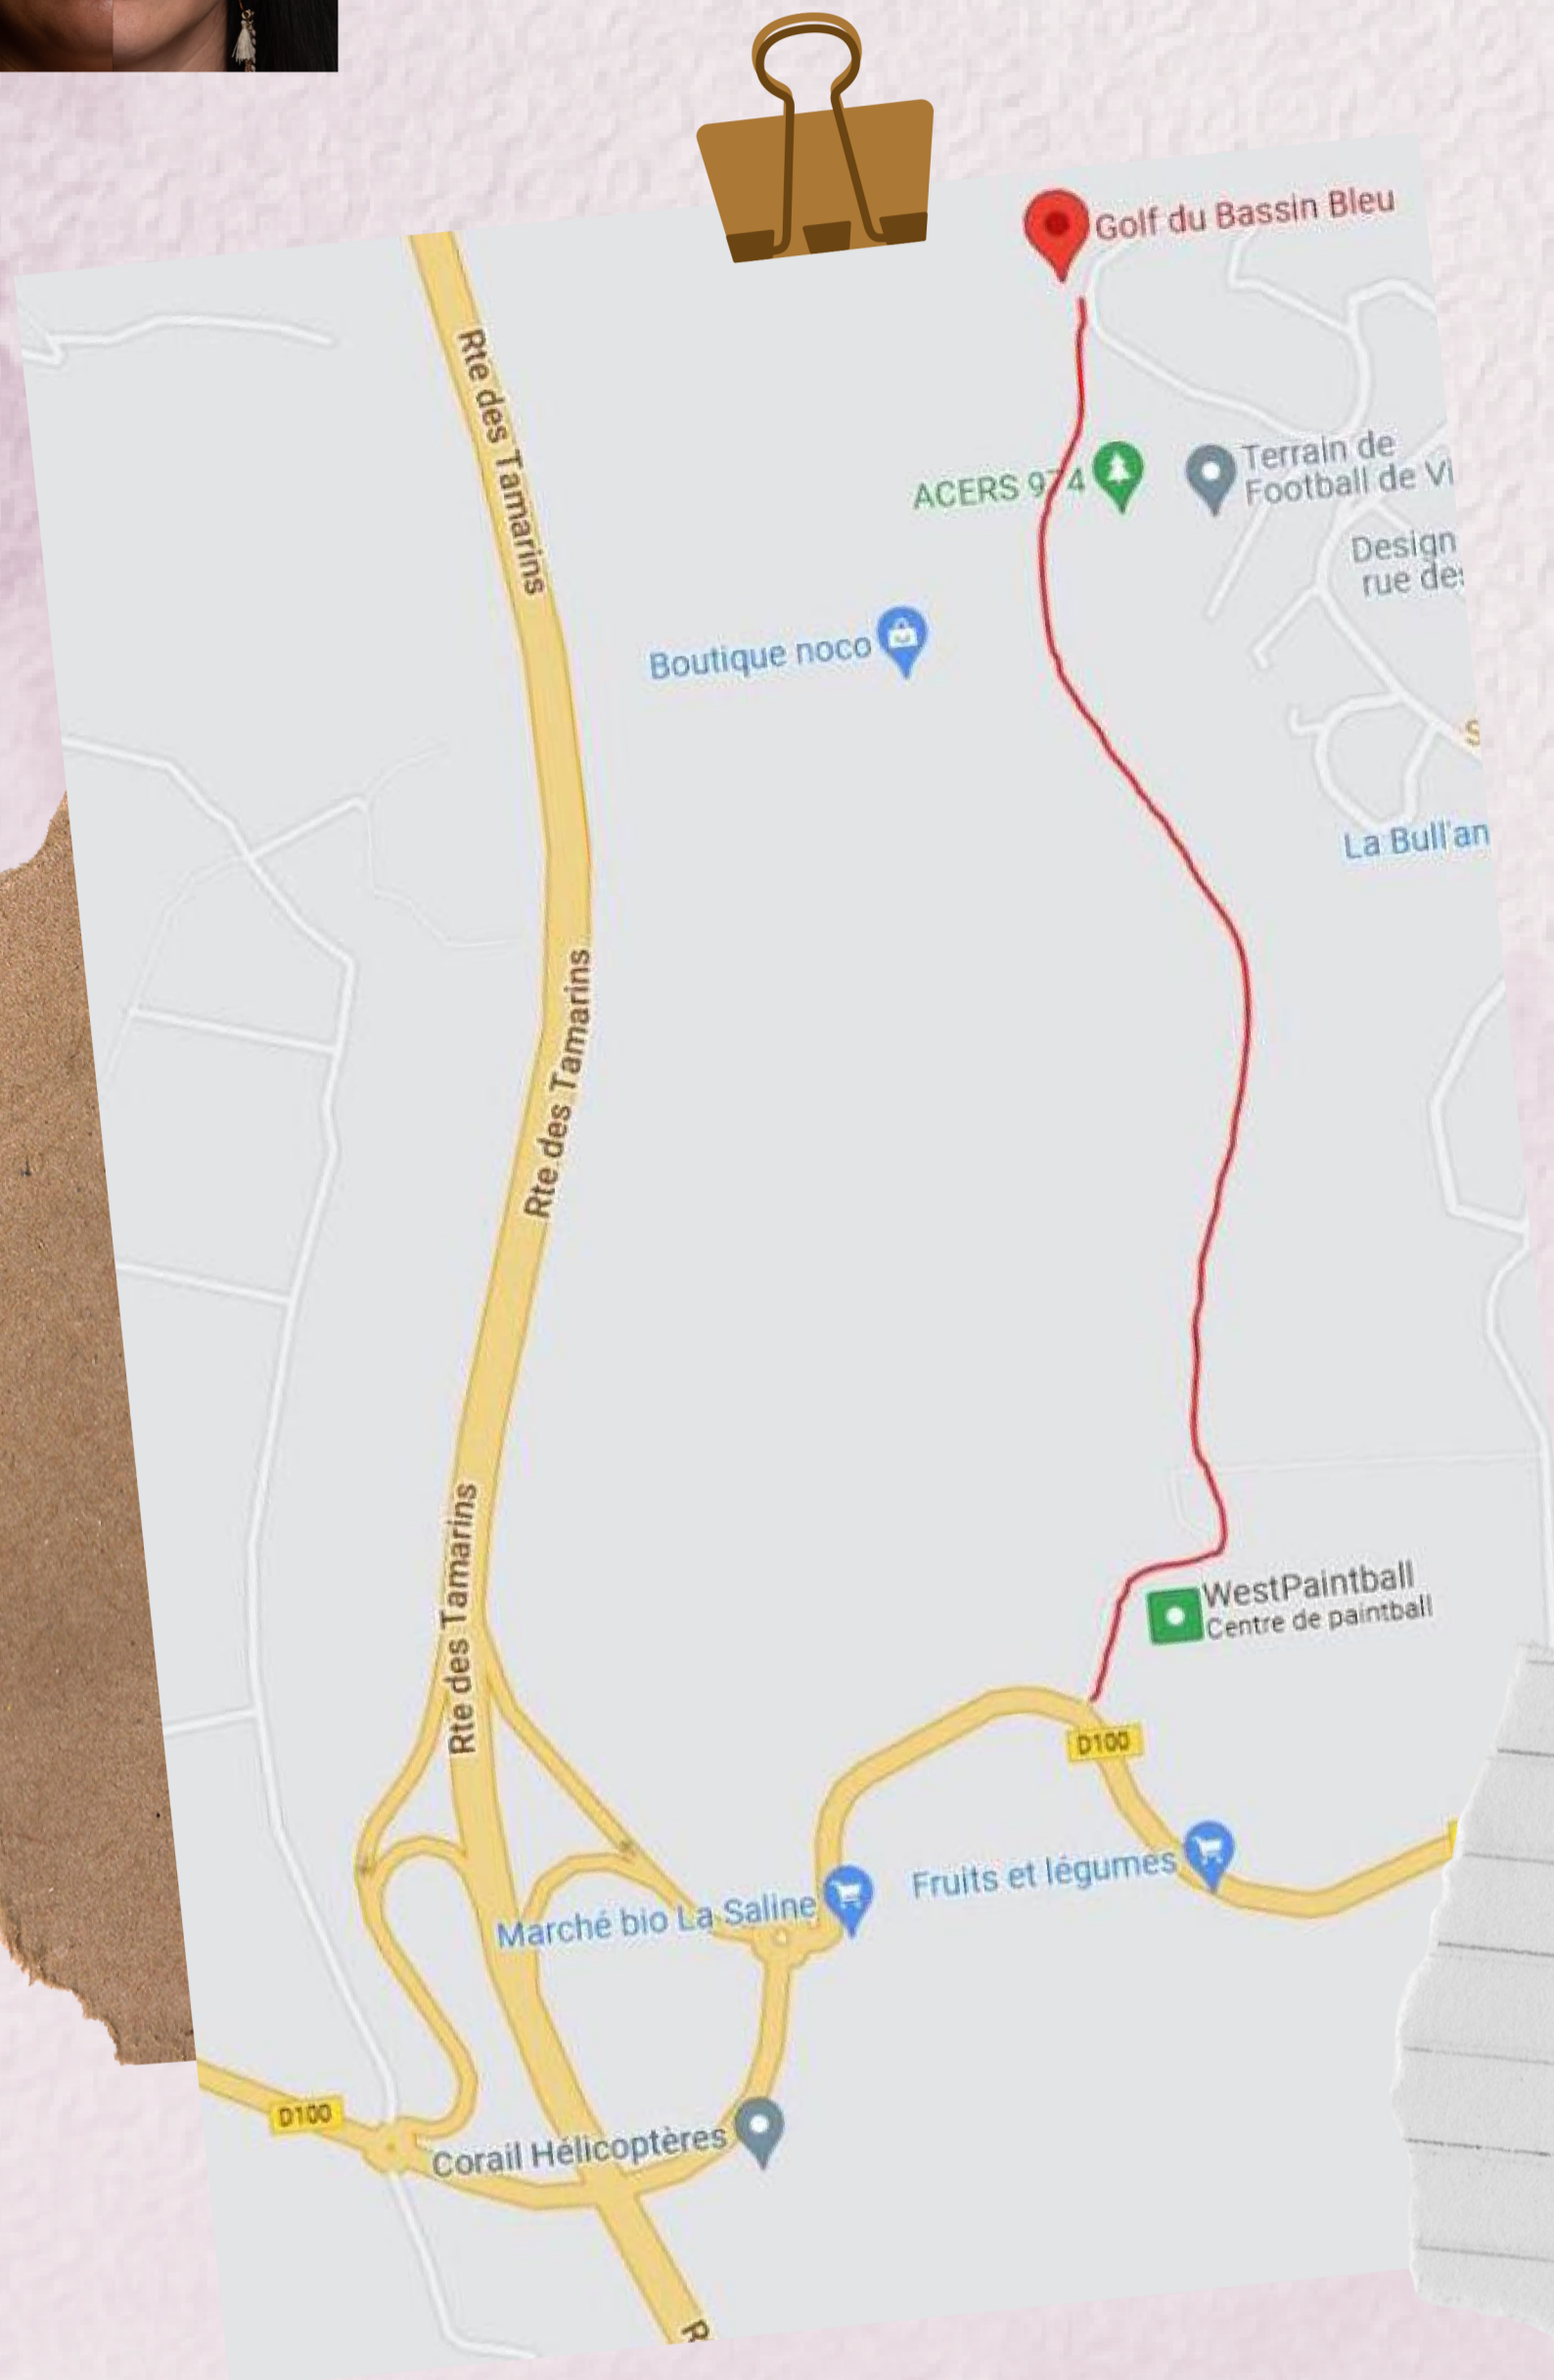 Golf du Bassin Bleu
Rte des Tamarins
Terrain de
Football de Vi
ACERS 974
Design
rue des
Boutique noco
S
La Bull'an
Rte des Tamarins
Rte des Tamarins
WestPaintball
Centre de paintball
D100
Fruits et légumes
Marché bio La Saline
D100
Corail Hélicoptères
R